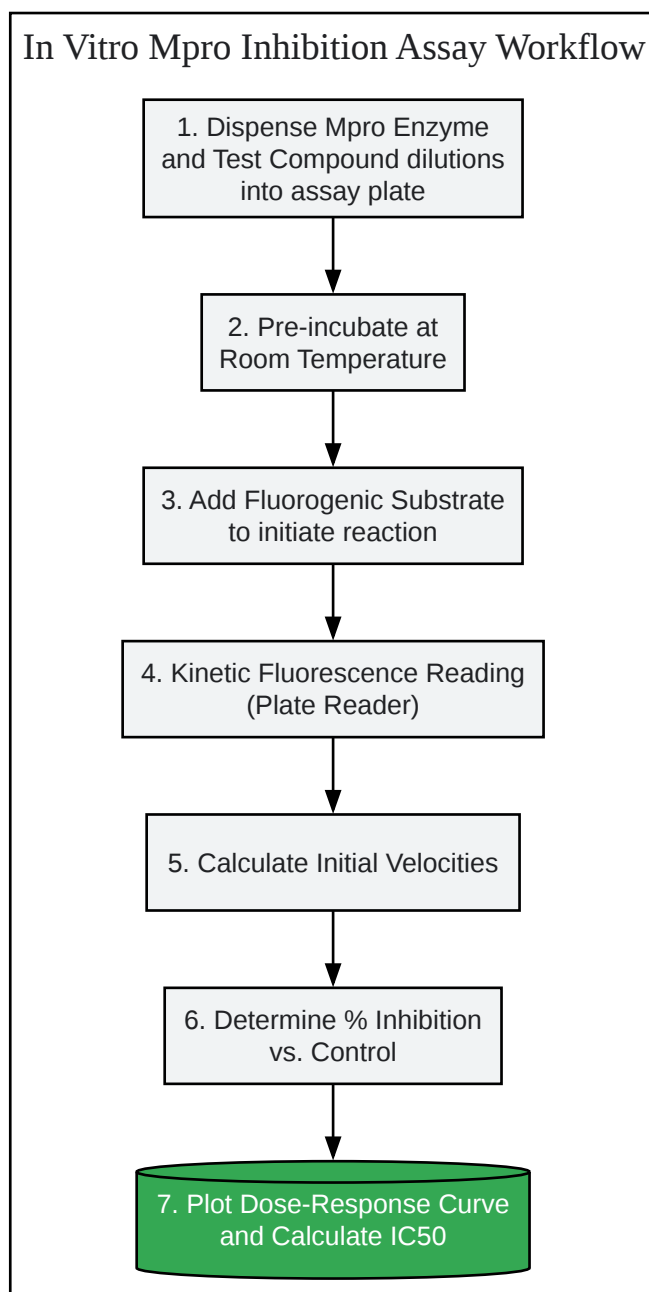 In Vitro Mpro Inhibition Assay Workflow
1. Dispense Mpro Enzyme
and Test Compound dilutions
into assay plate
2. Pre-incubate at
Room Temperature
3. Add Fluorogenic Substrate
to initiate reaction
4. Kinetic Fluorescence Reading
(Plate Reader)
5. Calculate Initial Velocities
6. Determine % Inhibition
vs. Control
7. Plot Dose-Response Curve
and Calculate IC50